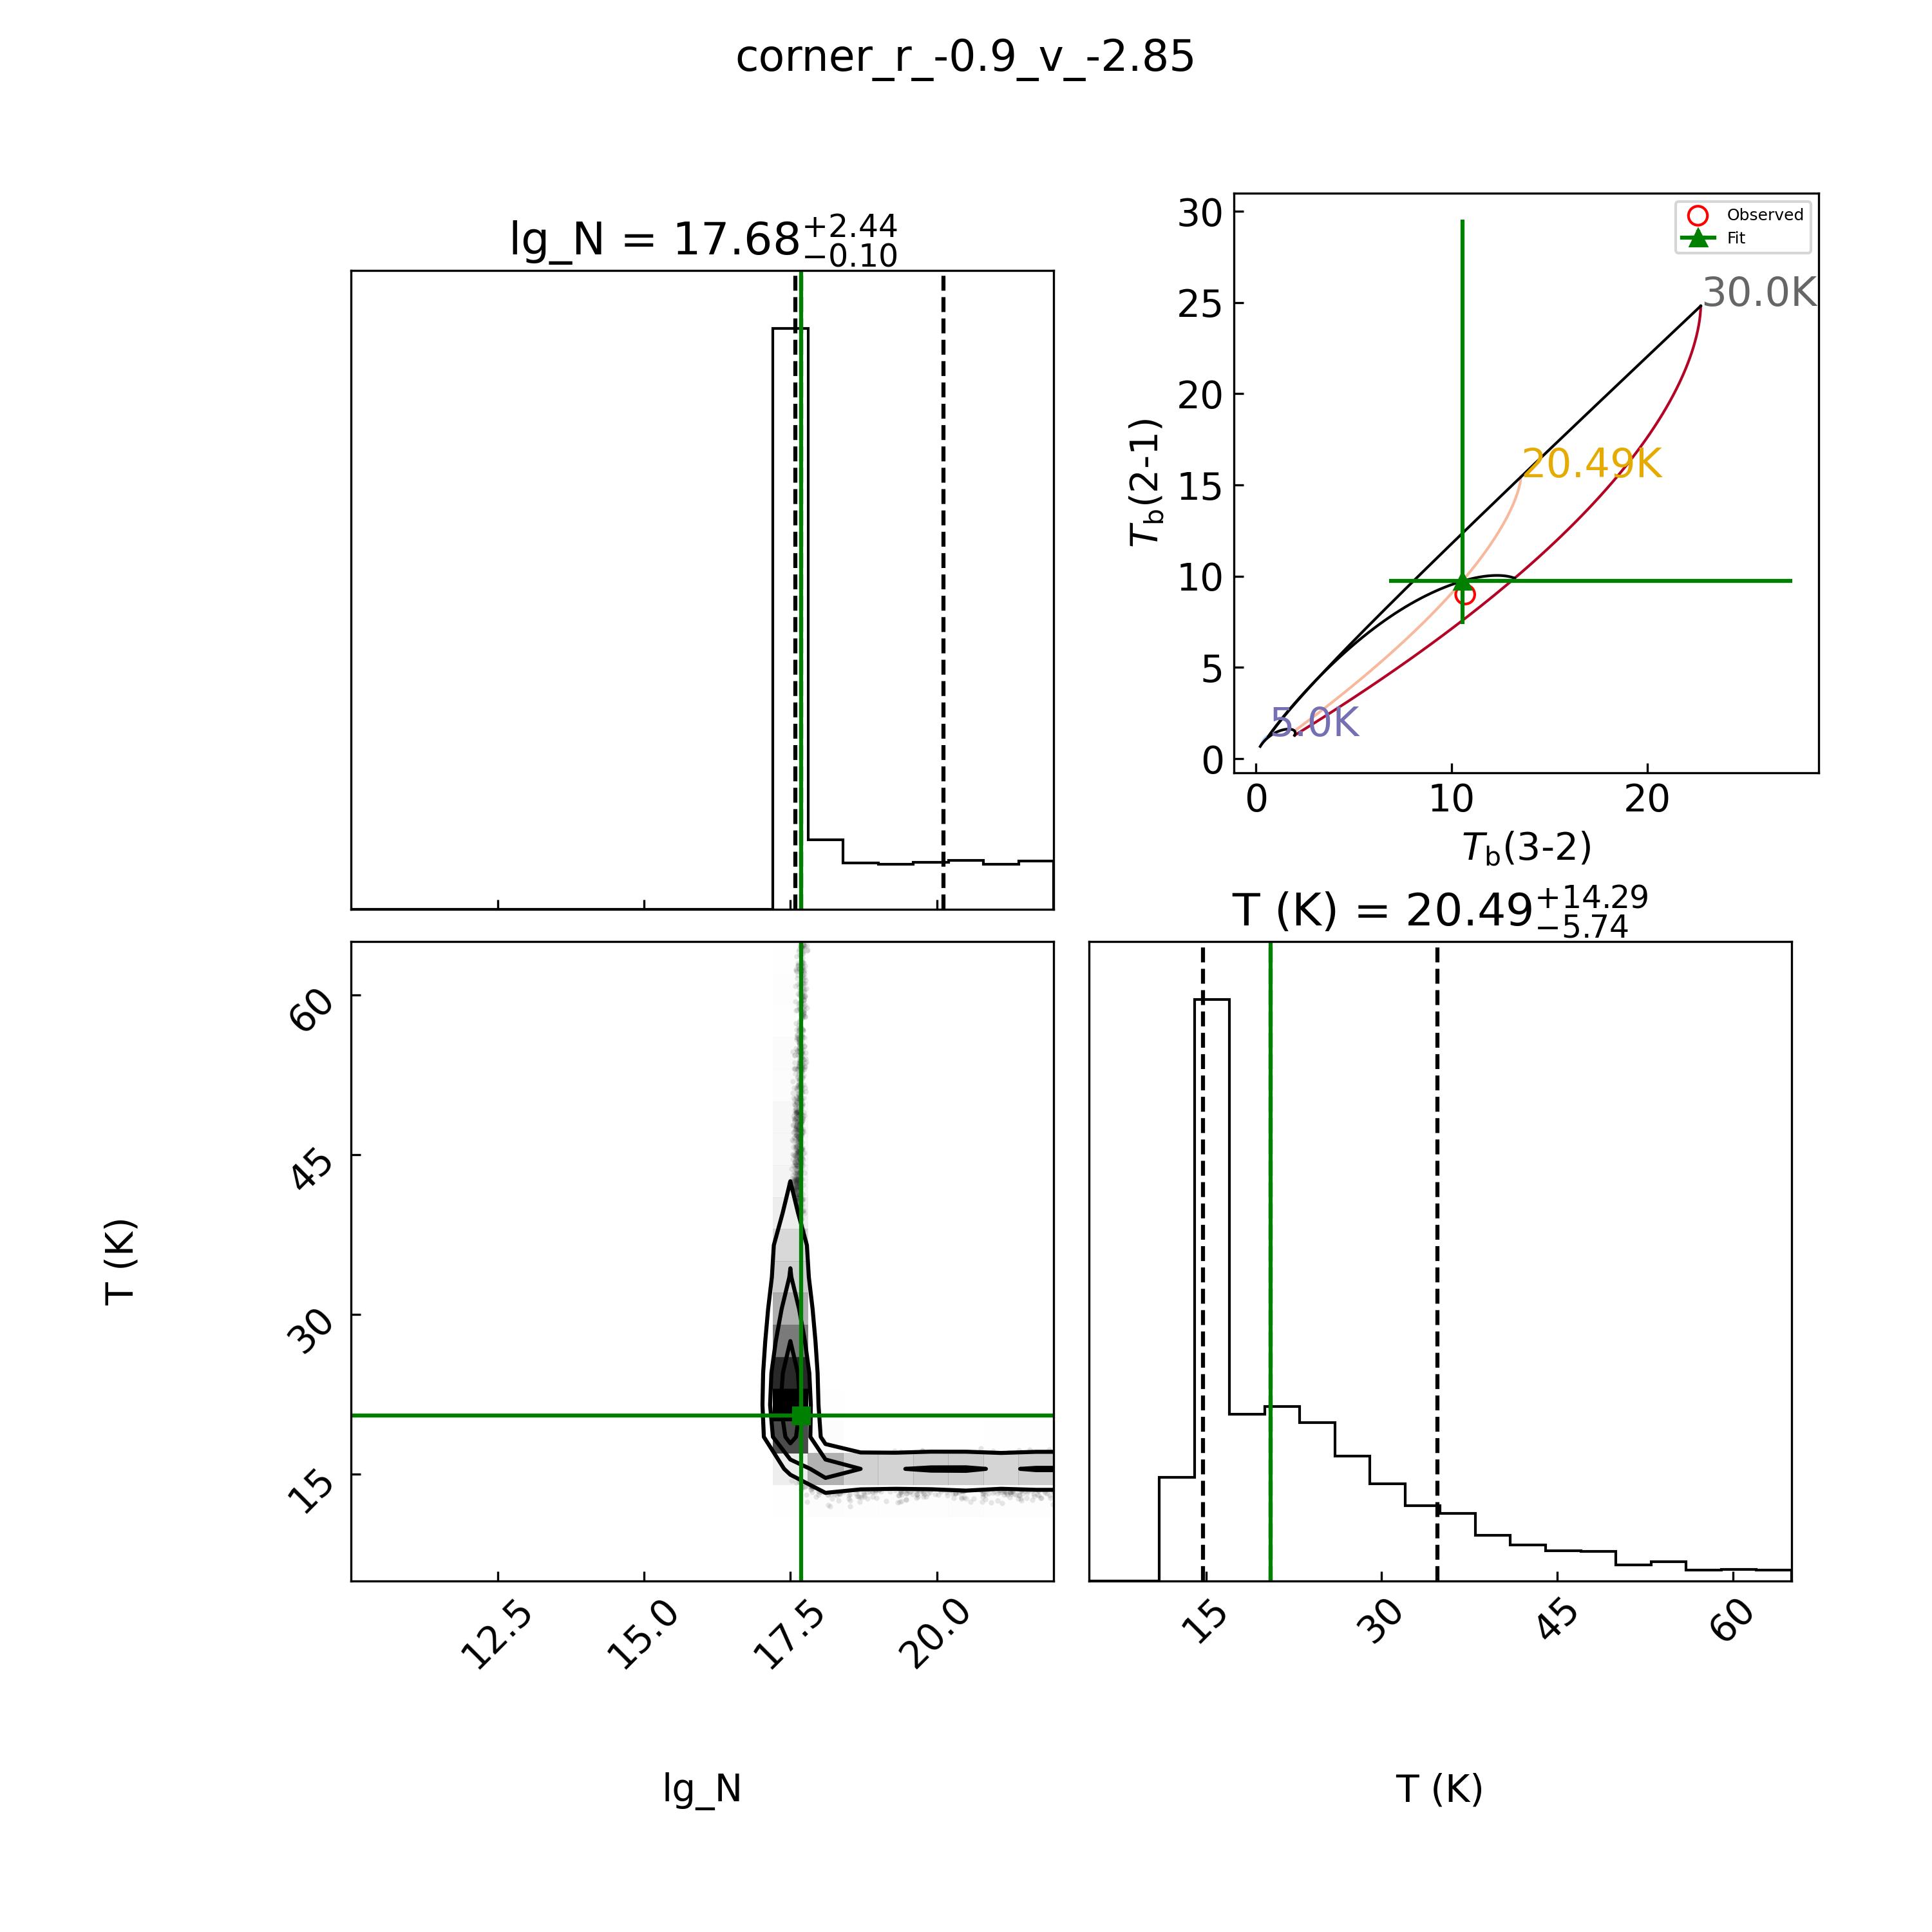 corner_r_-0.9_v_-2.85
lg_N = 17.68+2.44−0.10
30
25
20
15
10
5
0
Tb(2-1)
Observed
Fit
30.0K
20.49K
5.0K
0 10 20
Tb(3-2)
T (K) = 20.49+14.29−5.74
60
45
30
15
T (K)
12.5 15.0 17.5 20.0
lg_N
15 30 45 60
T (K)